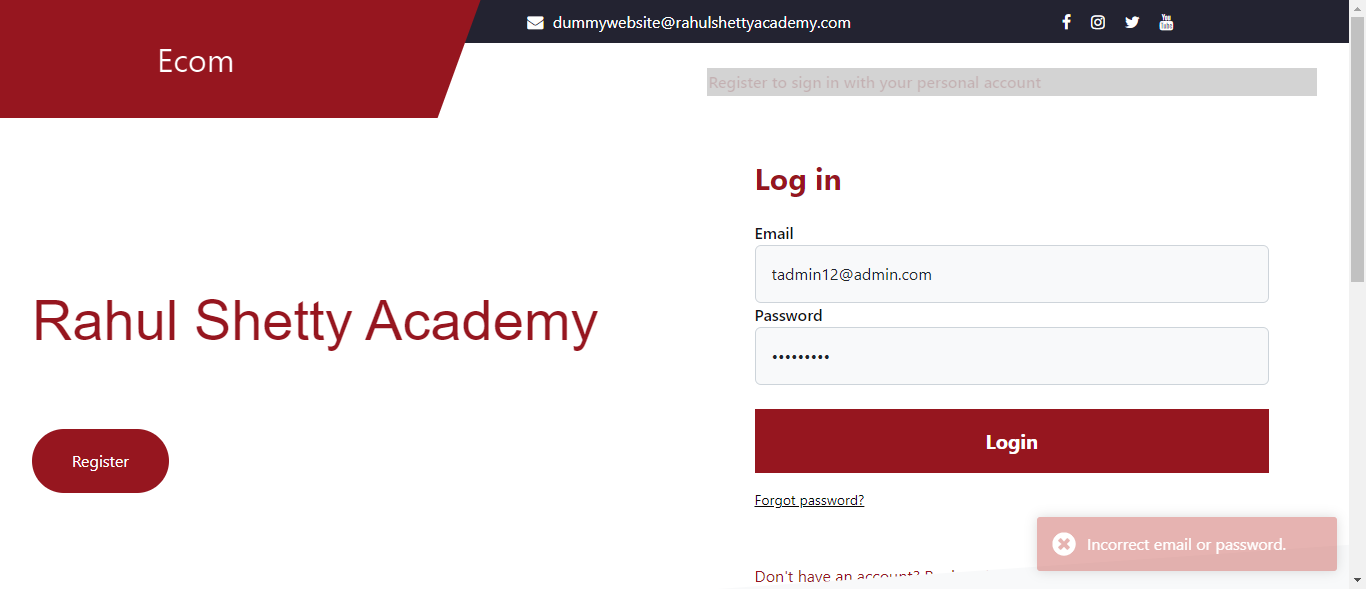 Ecom
dummywebsite@rahulshettyacademy.com
Register to sign in with your personal account
Rahul Shetty Academy
Register
Log in
Email
tadmin12@admin.com
Password
•••••••••
Login
Forgot password?
Incorrect email or password.
Don't have an account?